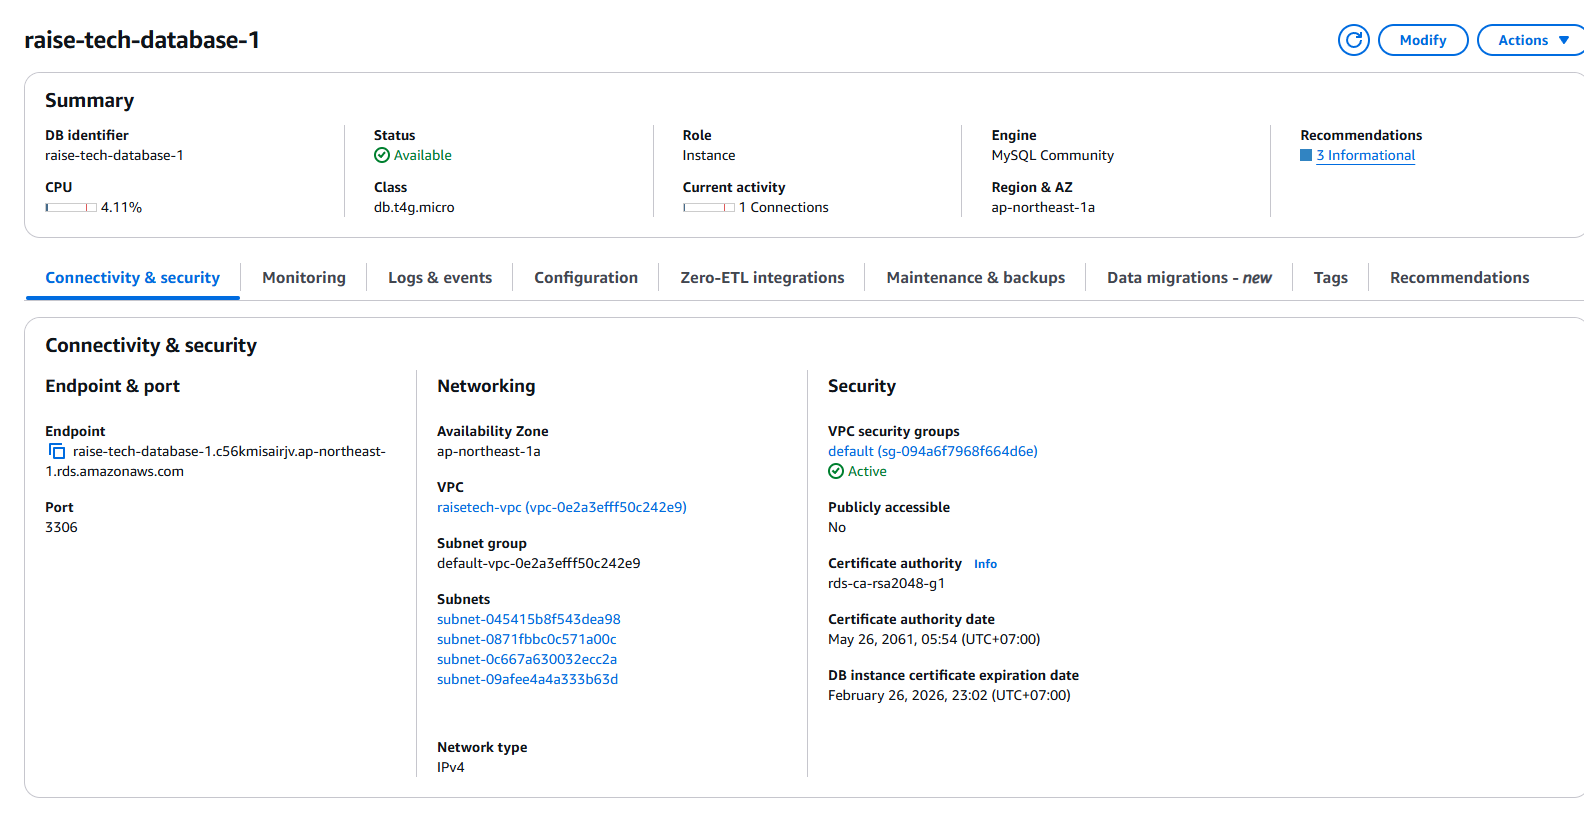 raise-tech-database-1
Modify
Actions
Summary
DB identifier
raise-tech-database-1
Status
Available
Role
Instance
Engine
MySQL Community
Recommendations
3 Informational
CPU
4.11%
Class
db.t4g.micro
Current activity
1 Connections
Region & AZ
ap-northeast-1a
Connectivity & security
Monitoring
Logs & events
Configuration
Zero-ETL integrations
Maintenance & backups
Data migrations - new
Tags
Recommendations
Connectivity & security
Endpoint & port
Endpoint
raise-tech-database-1.c56kmisairjv.ap-northeast-
1.rds.amazonaws.com
Port
3306
Networking
Availability Zone
ap-northeast-1a
VPC
raisetech-vpc (vpc-0e2a3efff50c242e9)
Subnet group
default-vpc-0e2a3efff50c242e9
Subnets
subnet-045415b8f543dea98
subnet-0871fbbc0c571a00c
subnet-0c667a630032ecc2a
subnet-09afee4a4a333b63d
Network type
IPv4
Security
VPC security groups
default (sg-094a6f7968f664d6e)
Active
Publicly accessible
No
Certificate authority Info
rds-ca-rsa2048-g1
Certificate authority date
May 26, 2061, 05:54 (UTC+07:00)
DB instance certificate expiration date
February 26, 2026, 23:02 (UTC+07:00)